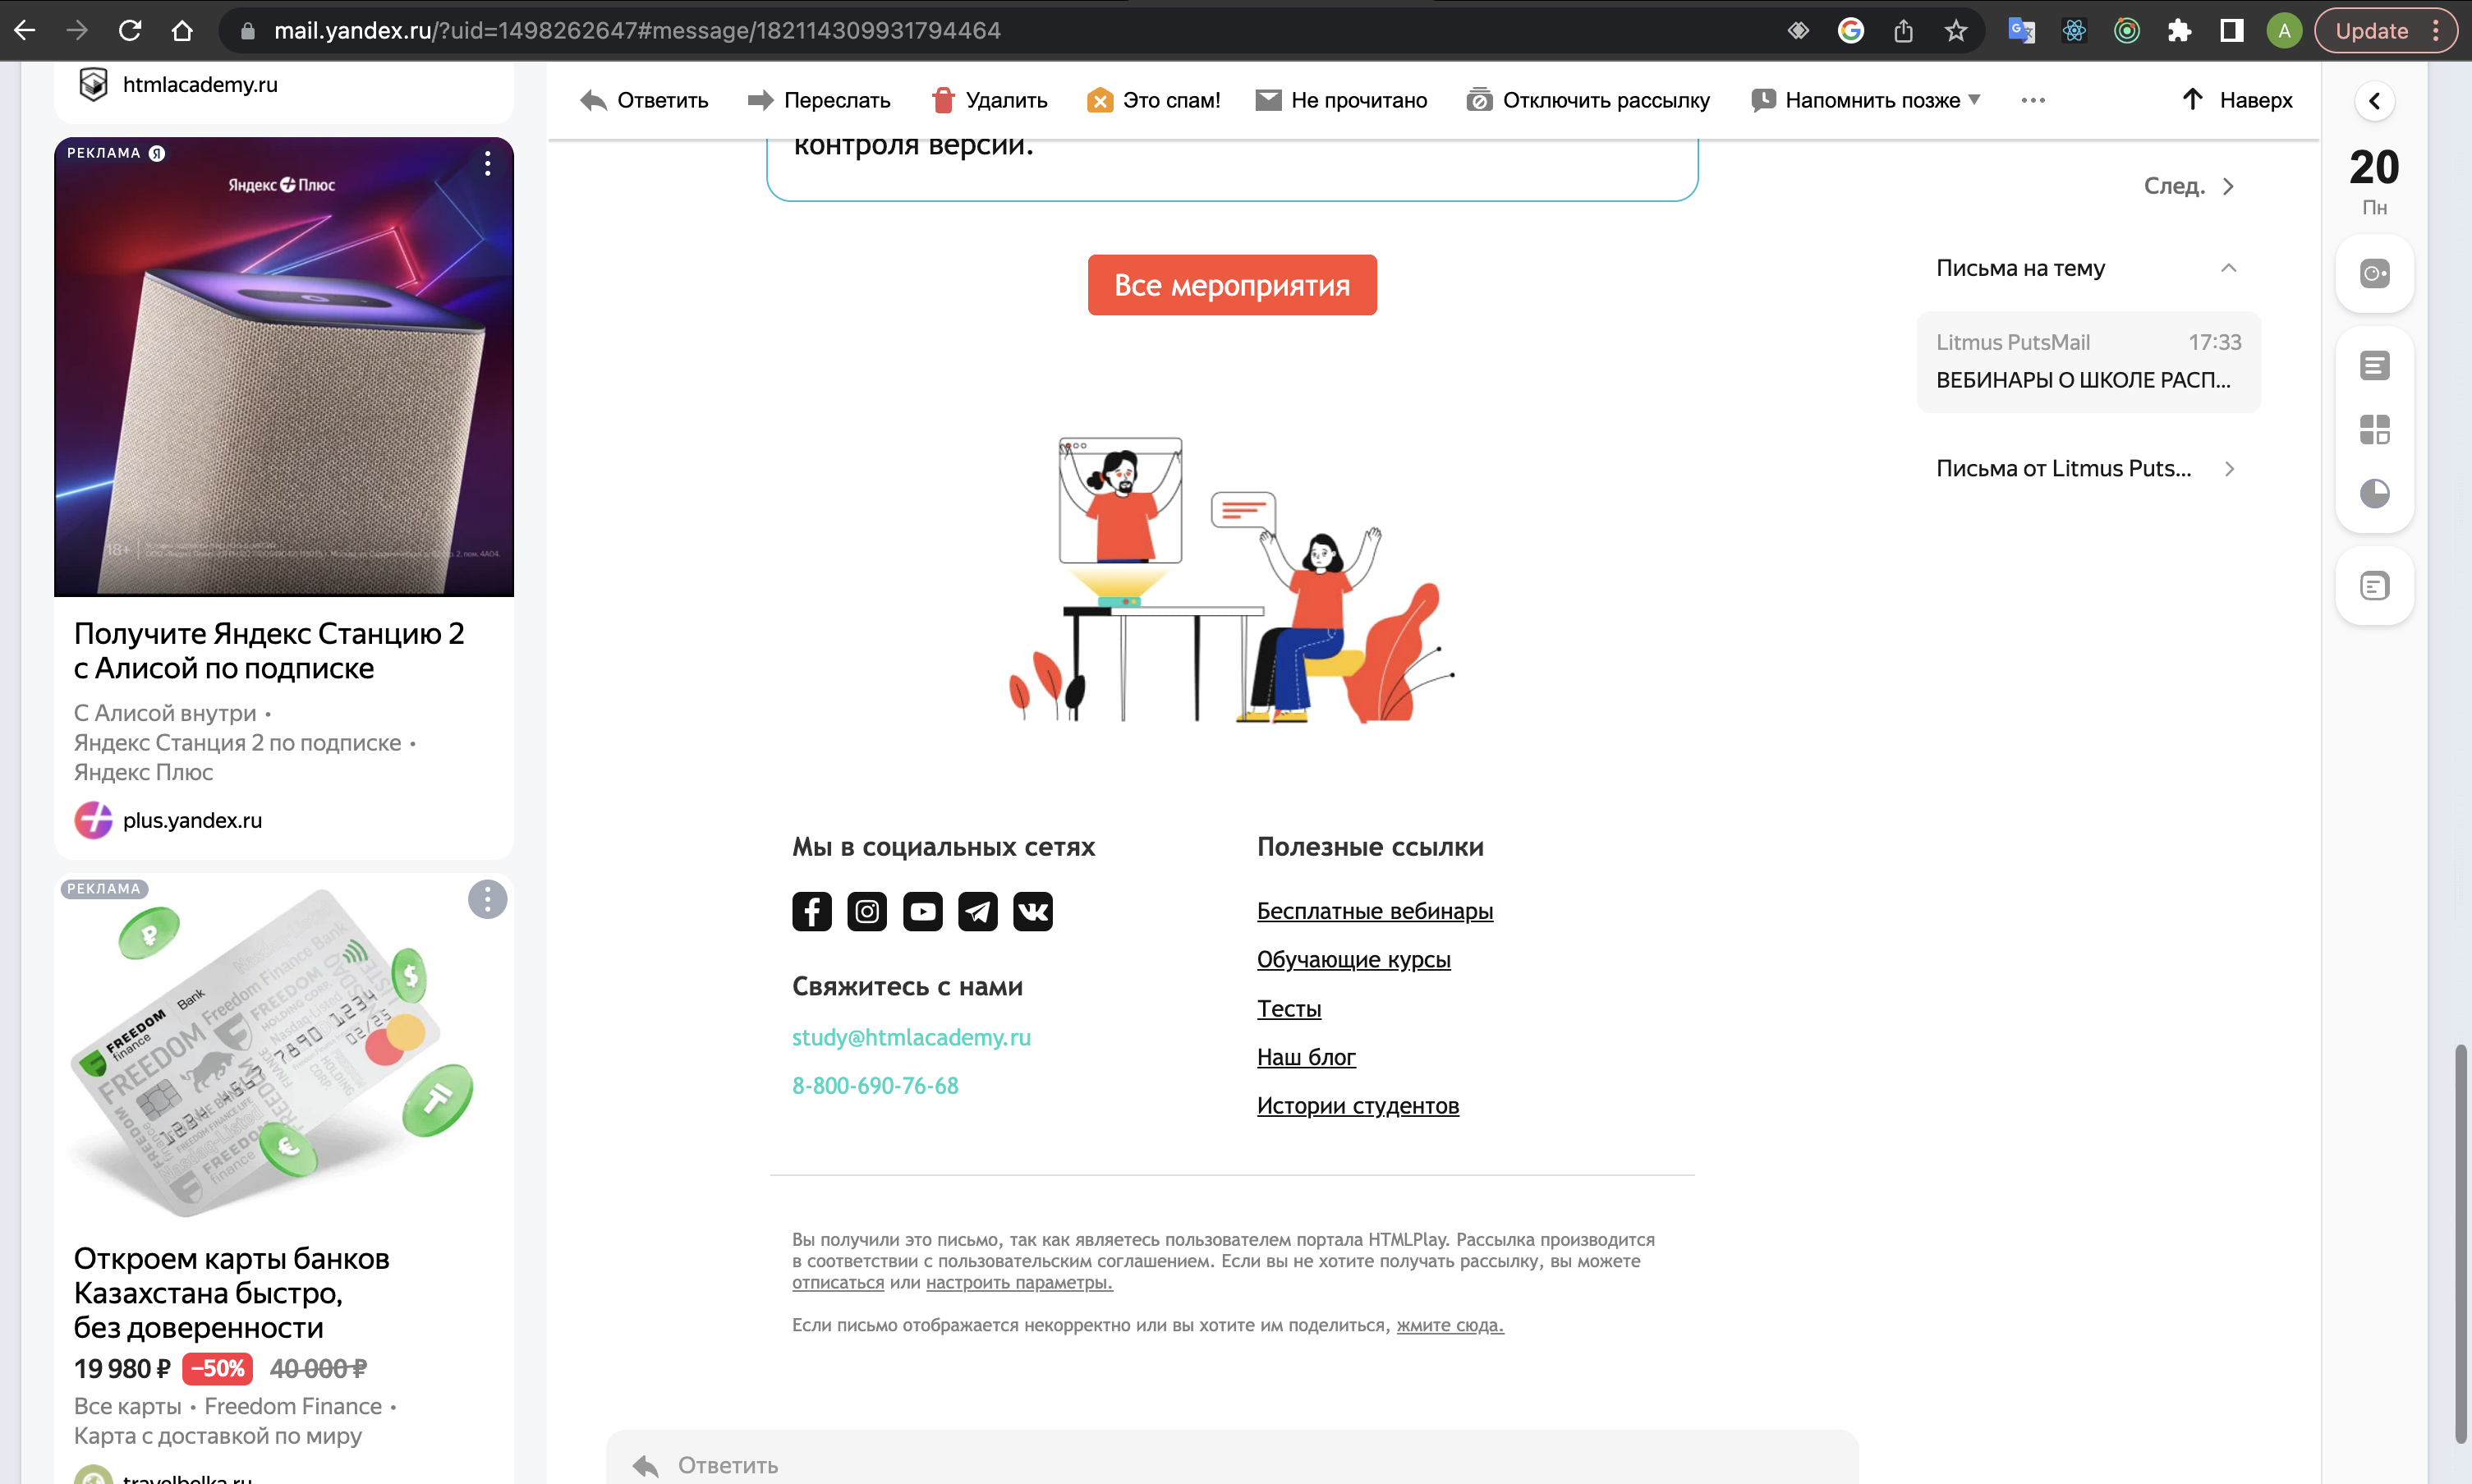 mail.yandex.ru/?uid=1498262647#message/182114309931794464
A
Update
htmlacademy.ru
РЕКЛАМА Я
Яндекс Плюс
18+
Получите Яндекс Станцию 2
с Алисой по подписке
С Алисой внутри •
Яндекс Станция 2 по подписке •
Яндекс Плюс
plus.yandex.ru
РЕКЛАМА
FREEDOM Bank
finance
Откроем карты банков
Казахстана быстро,
без доверенности
19 980 ₽ –50% 40 000 ₽
Все карты • Freedom Finance •
Карта с доставкой по миру
travelbelka.ru
Ответить Переслать Удалить Это спам! Не прочитано Отключить рассылку Напомнить позже ••• Наверх
контроля версий.
Все мероприятия
Мы в социальных сетях
Свяжитесь с нами
study@htmlacademy.ru
8-800-690-76-68
Полезные ссылки
Бесплатные вебинары
Обучающие курсы
Тесты
Наш блог
Истории студентов
Вы получили это письмо, так как являетесь пользователем портала HTMLPlay. Рассылка производится
в соответствии с пользовательским соглашением. Если вы не хотите получать рассылку, вы можете
отписаться или настроить параметры.
Если письмо отображается некорректно или вы хотите им поделиться, жмите сюда.
Ответить
След.
Письма на тему
Litmus PutsMail 17:33
ВЕБИНАРЫ О ШКОЛЕ РАСП...
Письма от Litmus Puts...
20
Пн